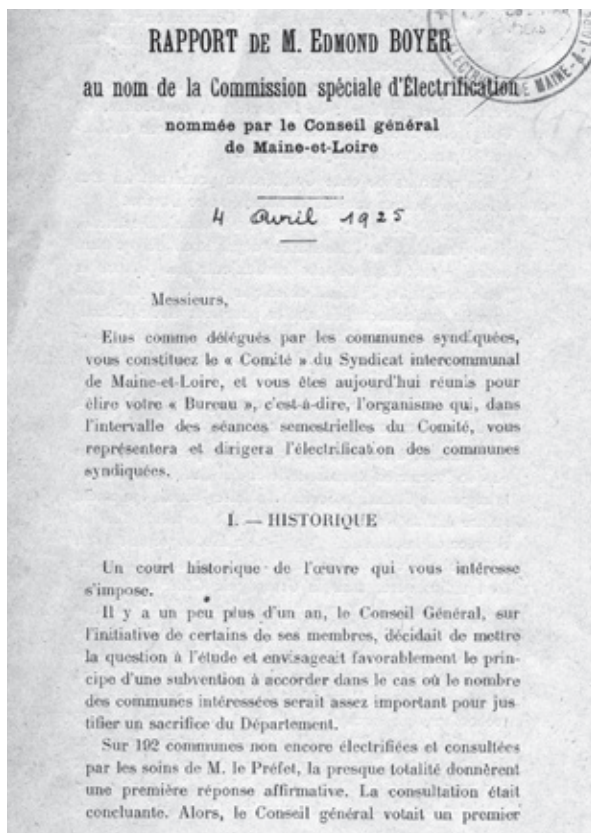 RAPPORT DE M. EDMOND BOYER
au nom de la Commission spéciale d'Électrification
nommée par le Conseil général
de Maine-et-Loire
4 Avril 1925
DE MAINE-&-LOIRE
Messieurs,
Elus comme délégués par les communes syndiquées,
vous constituez le « Comité » du Syndicat intercommunal
de Maine-et-Loire, et vous êtes aujourd'hui réunis pour
élire votre « Bureau », c'est-à-dire, l'organisme qui, dans
l'intervalle des séances semestrielles du Comité, vous
représentera et dirigera l'électrification des communes
syndiquées.
I. — HISTORIQUE
Un court historique de l'œuvre qui vous intéresse
s'impose.
Il y a un peu plus d'un an, le Conseil Général, sur
l'initiative de certains de ses membres, décidait de mettre
la question à l'étude et envisageait favorablement le prin-
cipe d'une subvention à accorder dans le cas où le nombre
des communes intéressées serait assez important pour jus-
tifier un sacrifice du Département.
Sur 192 communes non encore électrifiées et consultées
par les soins de M. le Préfet, la presque totalité donnèrent
une première réponse affirmative. La consultation était
concluante. Alors, le Conseil général votait un premier